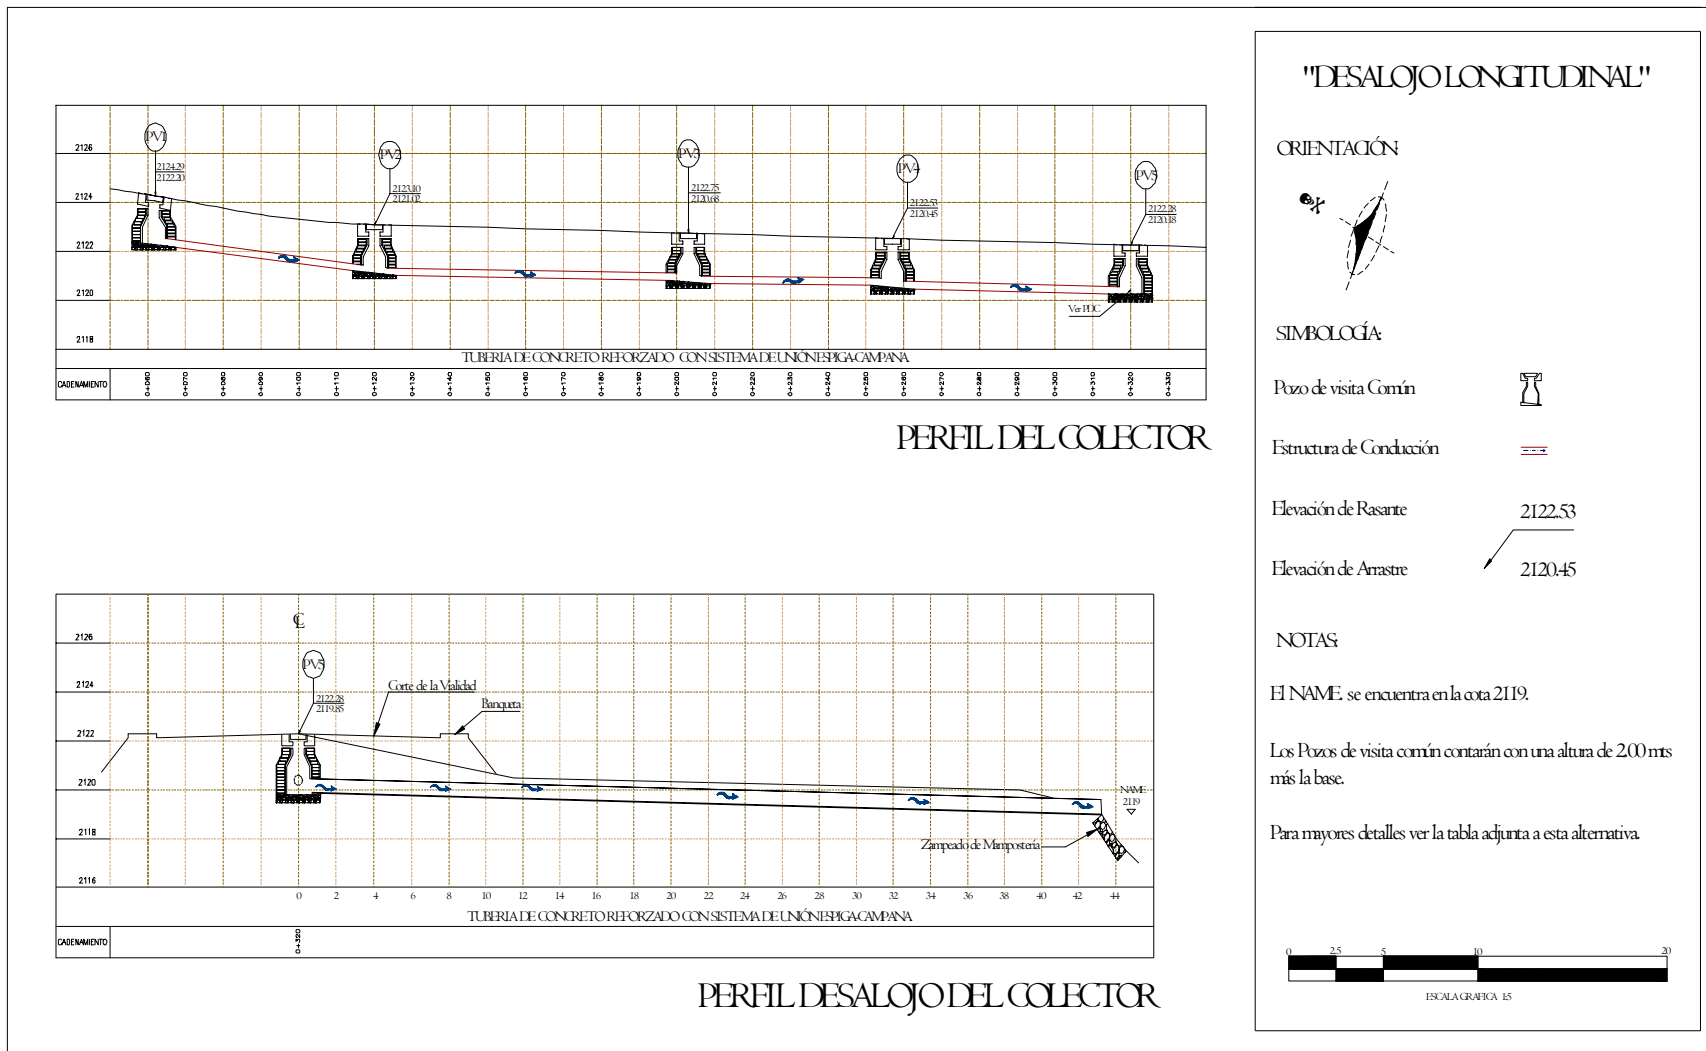 PV1
2124.29
2122.20
PV2
2123.10
2121.02
PV3
2122.75
2120.68
PV4
2122.53
2120.45
PV5
2122.28
2120.18
2126
2124
2122
2120
2118
Ver PDC
TUBERIA DE CONCRETO REFORZADO CON SISTEMA DE UNIÓN ESPIGA-CAMPANA
CADENAMIENTO
0+060
0+070
0+080
0+090
0+100
0+110
0+120
0+130
0+140
0+150
0+160
0+170
0+180
0+190
0+200
0+210
0+220
0+230
0+240
0+250
0+260
0+270
0+280
0+290
0+300
0+310
0+320
0+330
PERFIL DEL COLECTOR
CL
PV5
2122.28
2119.85
Corte de la Vialidad
Banqueta
2126
2124
2122
2120
2118
2116
NAME
2119
Zampeado de Mampostería
0 2 4 6 8 10 12 14 16 18 20 22 24 26 28 30 32 34 36 38 40 42 44
TUBERIA DE CONCRETO REFORZADO CON SISTEMA DE UNIÓN ESPIGA-CAMPANA
CADENAMIENTO
0+320
PERFIL DESALOJO DEL COLECTOR
"DESALOJO LONGITUDINAL"
ORIENTACIÓN:
SIMBOLOGÍA:
Pozo de visita Común
Estructura de Conducción
Elevación de Rasante 2122.53
Elevación de Arrastre 2120.45
NOTAS:
El NAME. se encuentra en la cota 2119.
Los Pozos de visita común contarán con una altura de 2.00 mts
más la base.
Para mayores detalles ver la tabla adjunta a esta alternativa.
0 2.5 5 10 20
ESCALA GRAFICA 1:5